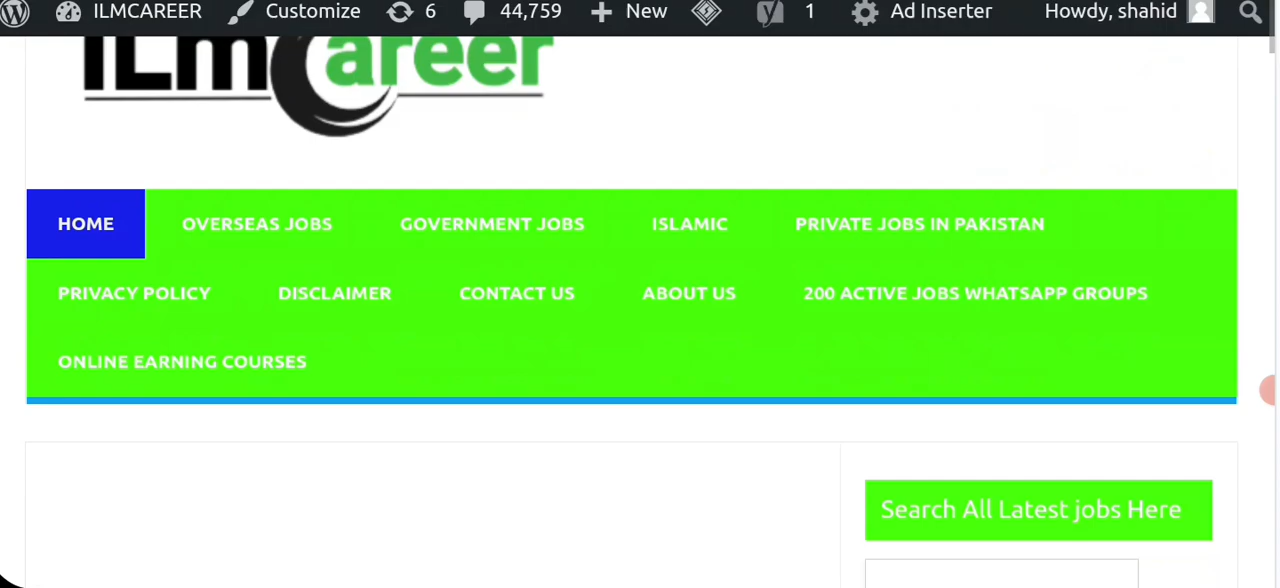 ILMCAREER Customize 6 44,759 New 1 Ad Inserter Howdy, shahid
ILmCareer
HOME OVERSEAS JOBS GOVERNMENT JOBS ISLAMIC PRIVATE JOBS IN PAKISTAN
PRIVACY POLICY DISCLAIMER CONTACT US ABOUT US 200 ACTIVE JOBS WHATSAPP GROUPS
ONLINE EARNING COURSES
Search All Latest jobs Here